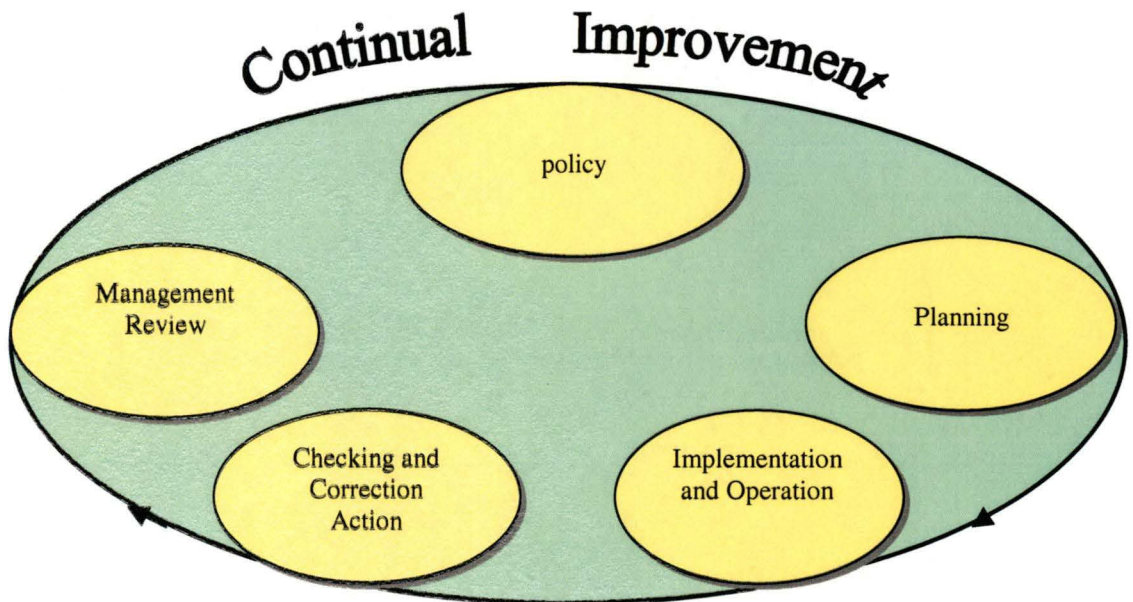 Continual Improvement
policy
Planning
Implementation
and Operation
Checking and
Correction
Action
Management
Review